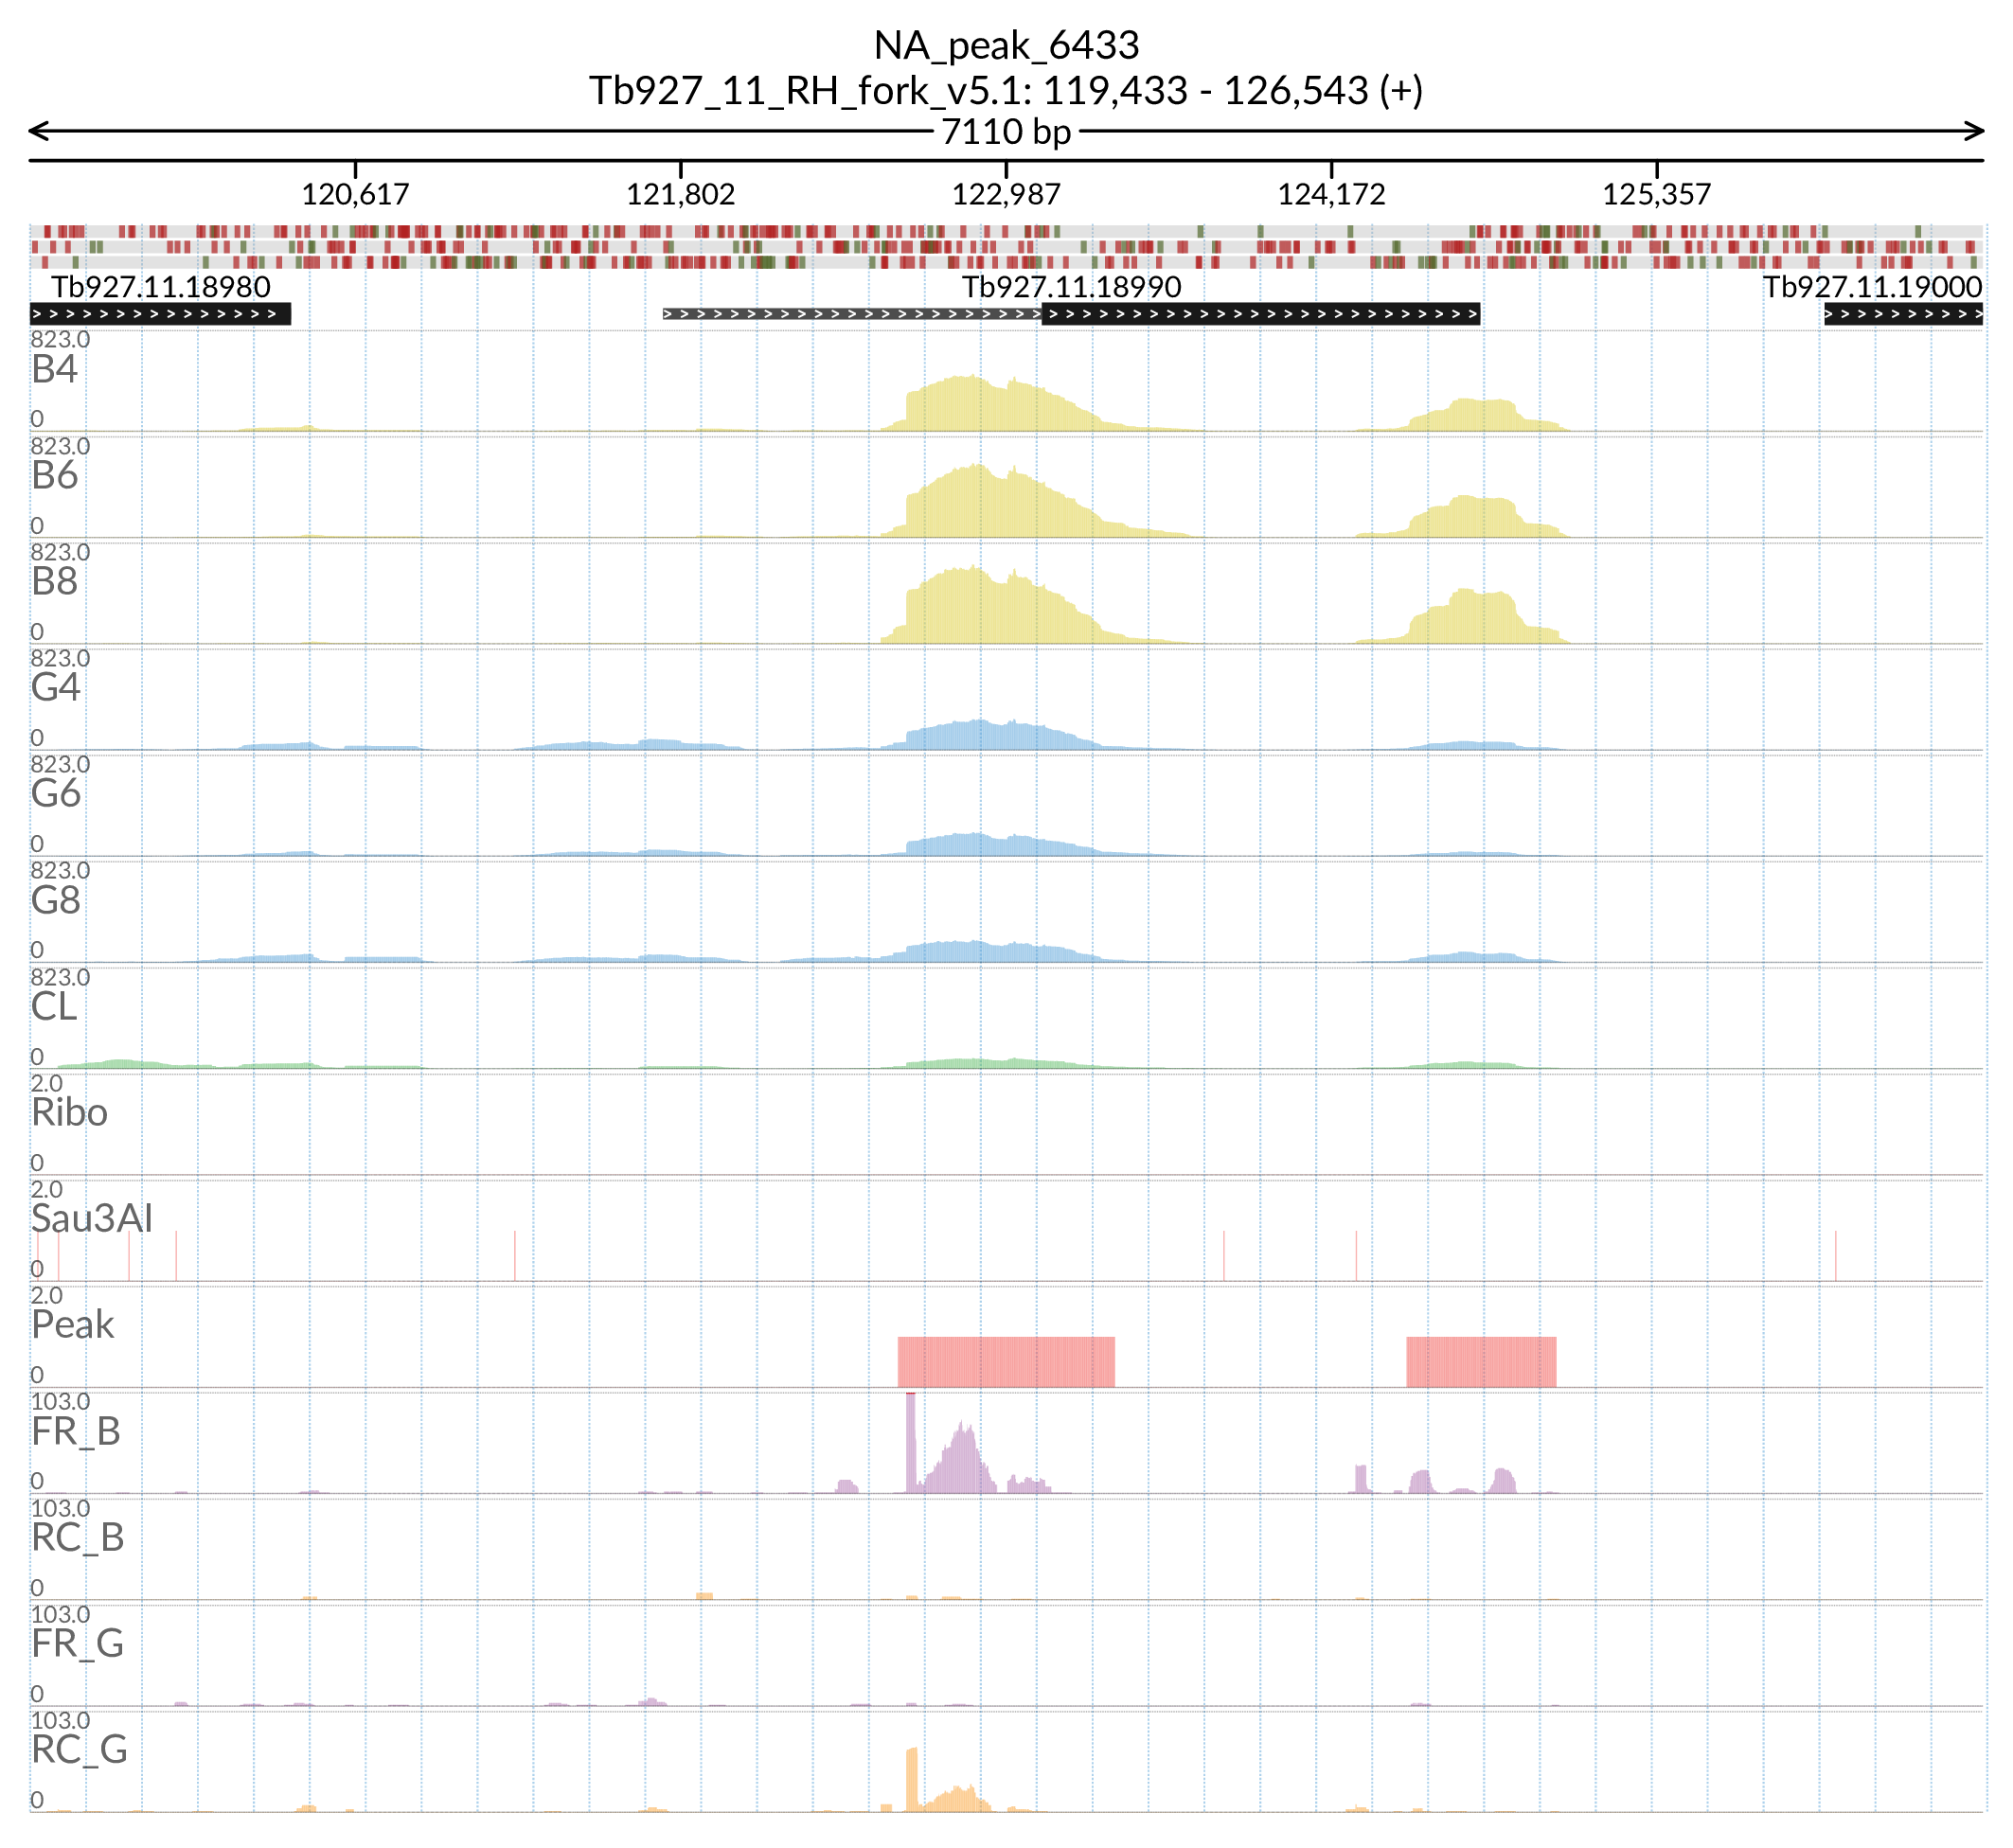 NA_peak_6433
Tb927_11_RH_fork_v5.1: 119,433 - 126,543 (+)
7110 bp
120,617 121,802 122,987 124,172 125,357
Tb927.11.18980 Tb927.11.18990 Tb927.11.19000
823.0
B4
0
823.0
B6
0
823.0
B8
0
823.0
G4
0
823.0
G6
0
823.0
G8
0
823.0
CL
0
2.0
Ribo
0
2.0
Sau3AI
0
2.0
Peak
0
103.0
FR_B
0
103.0
RC_B
0
103.0
FR_G
0
103.0
RC_G
0